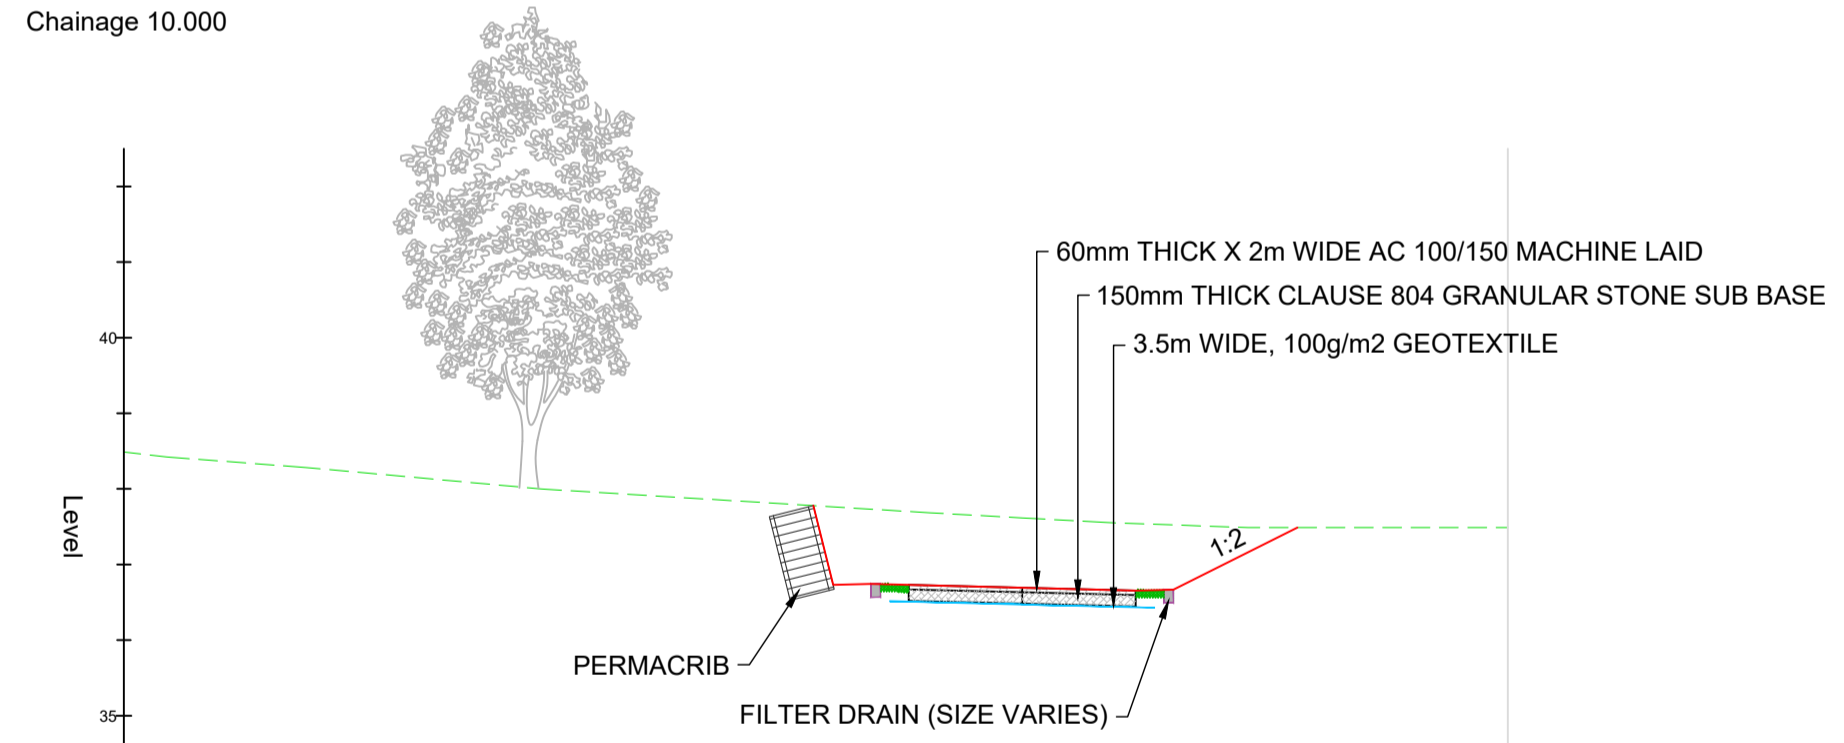 Chainage 10.000
60mm THICK X 2m WIDE AC 100/150 MACHINE LAID
150mm THICK CLAUSE 804 GRANULAR STONE SUB BASE
40
3.5m WIDE, 100g/m2 GEOTEXTILE
Level
1:2
PERMACRIB
35
FILTER DRAIN (SIZE VARIES)